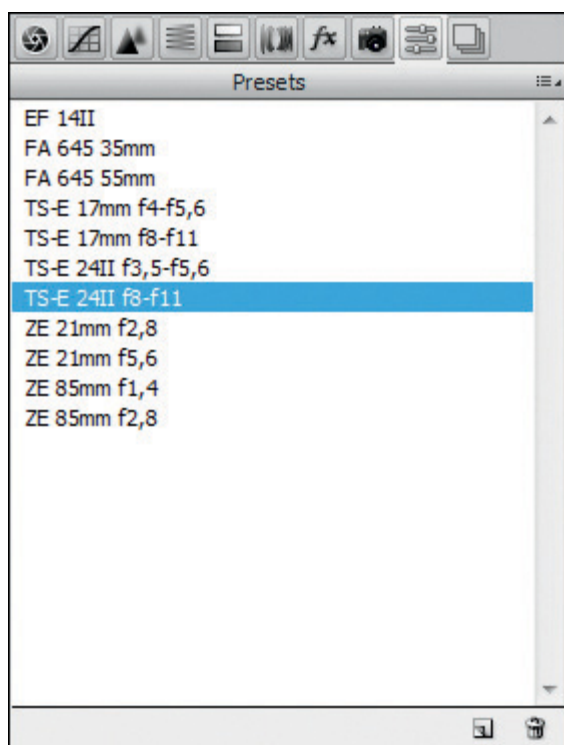 fx
Presets
EF 14II
FA 645 35mm
FA 645 55mm
TS-E 17mm f4-f5,6
TS-E 17mm f8-f11
TS-E 24II f3,5-f5,6
TS-E 24II f8-f11
ZE 21mm f2,8
ZE 21mm f5,6
ZE 85mm f1,4
ZE 85mm f2,8